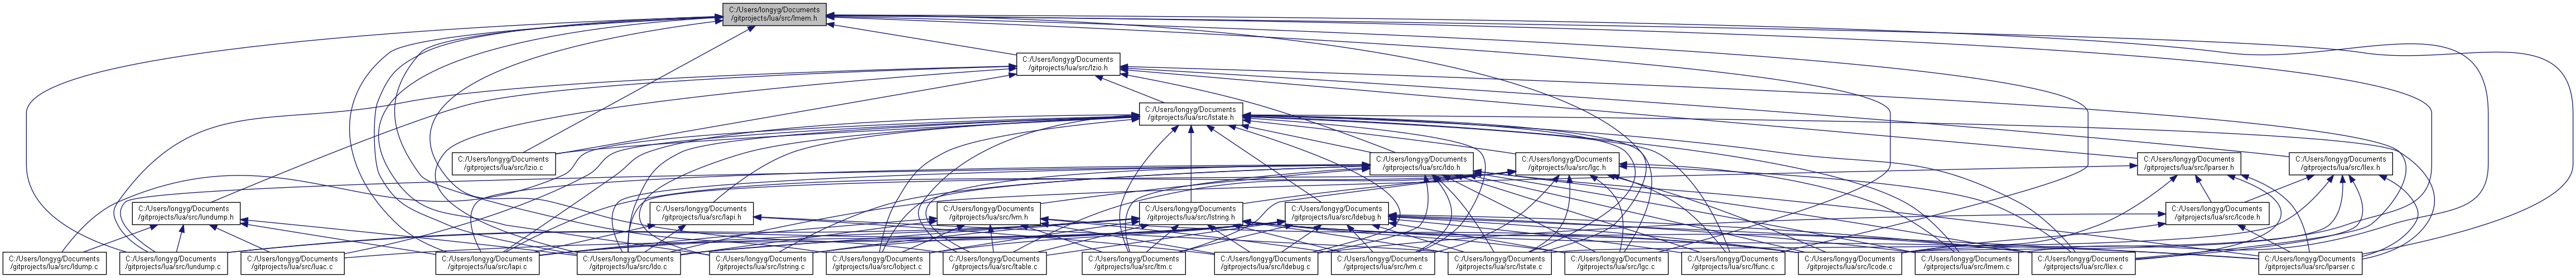 C:/Users/longyg/Documents
/gitprojects/lua/src/lmem.h
C:/Users/longyg/Documents
/gitprojects/lua/src/lzio.h
C:/Users/longyg/Documents
/gitprojects/lua/src/lstate.h
C:/Users/longyg/Documents
/gitprojects/lua/src/lzio.c
C:/Users/longyg/Documents
/gitprojects/lua/src/ldo.h
C:/Users/longyg/Documents
/gitprojects/lua/src/lgc.h
C:/Users/longyg/Documents
/gitprojects/lua/src/lparser.h
C:/Users/longyg/Documents
/gitprojects/lua/src/llex.h
C:/Users/longyg/Documents
/gitprojects/lua/src/lundump.h
C:/Users/longyg/Documents
/gitprojects/lua/src/lapi.h
C:/Users/longyg/Documents
/gitprojects/lua/src/lvm.h
C:/Users/longyg/Documents
/gitprojects/lua/src/lstring.h
C:/Users/longyg/Documents
/gitprojects/lua/src/ldebug.h
C:/Users/longyg/Documents
/gitprojects/lua/src/lcode.h
C:/Users/longyg/Documents
/gitprojects/lua/src/ldump.c
C:/Users/longyg/Documents
/gitprojects/lua/src/lundump.c
C:/Users/longyg/Documents
/gitprojects/lua/src/luac.c
C:/Users/longyg/Documents
/gitprojects/lua/src/lapi.c
C:/Users/longyg/Documents
/gitprojects/lua/src/ldo.c
C:/Users/longyg/Documents
/gitprojects/lua/src/lstring.c
C:/Users/longyg/Documents
/gitprojects/lua/src/lobject.c
C:/Users/longyg/Documents
/gitprojects/lua/src/ltable.c
C:/Users/longyg/Documents
/gitprojects/lua/src/ltm.c
C:/Users/longyg/Documents
/gitprojects/lua/src/ldebug.c
C:/Users/longyg/Documents
/gitprojects/lua/src/lvm.c
C:/Users/longyg/Documents
/gitprojects/lua/src/lstate.c
C:/Users/longyg/Documents
/gitprojects/lua/src/lgc.c
C:/Users/longyg/Documents
/gitprojects/lua/src/lfunc.c
C:/Users/longyg/Documents
/gitprojects/lua/src/lcode.c
C:/Users/longyg/Documents
/gitprojects/lua/src/lmem.c
C:/Users/longyg/Documents
/gitprojects/lua/src/llex.c
C:/Users/longyg/Documents
/gitprojects/lua/src/lparser.c